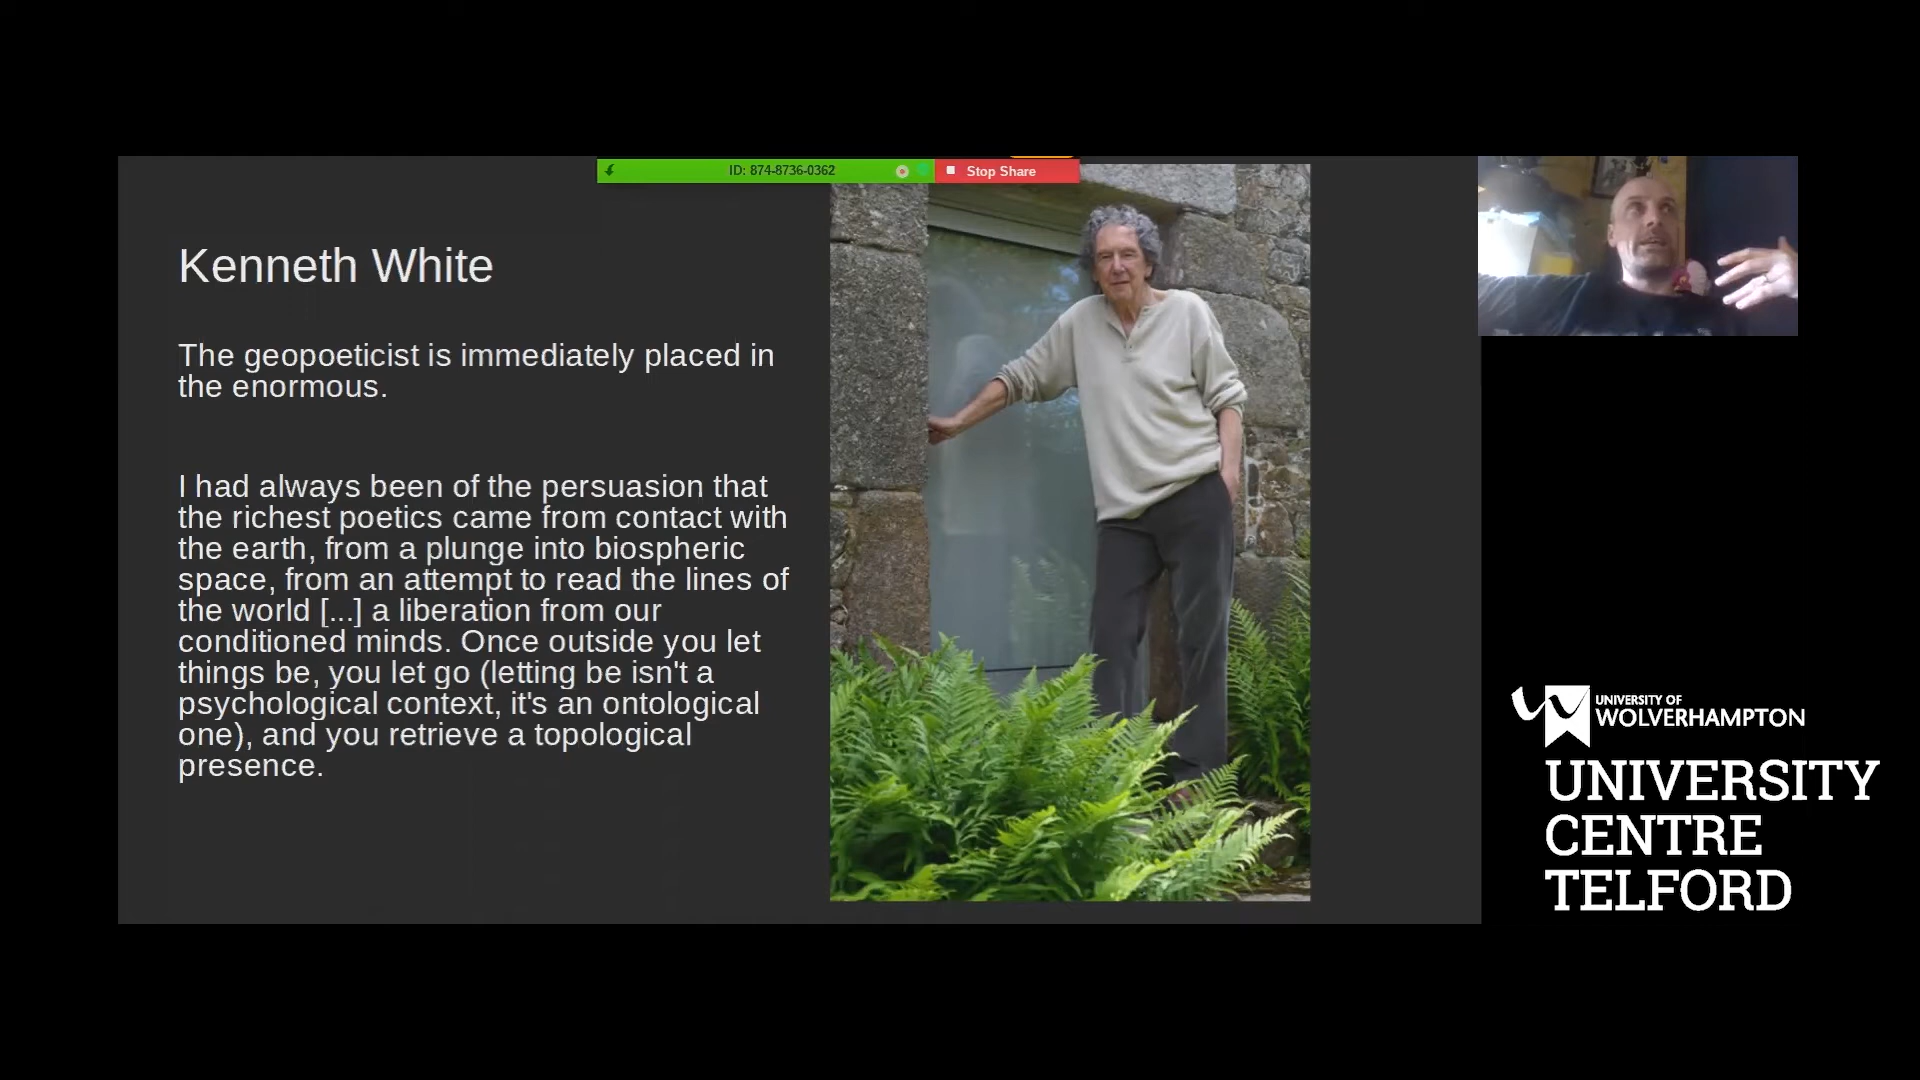 ID: 874-8736-0362
Stop Share
Kenneth White
The geopoeticist is immediately placed in
the enormous.
I had always been of the persuasion that
the richest poetics came from contact with
the earth, from a plunge into biospheric
space, from an attempt to read the lines of
the world [...] a liberation from our
conditioned minds. Once outside you let
things be, you let go (letting be isn't a
psychological context, it's an ontological
one), and you retrieve a topological
presence.
UNIVERSITY OF
WOLVERHAMPTON
UNIVERSITY
CENTRE
TELFORD